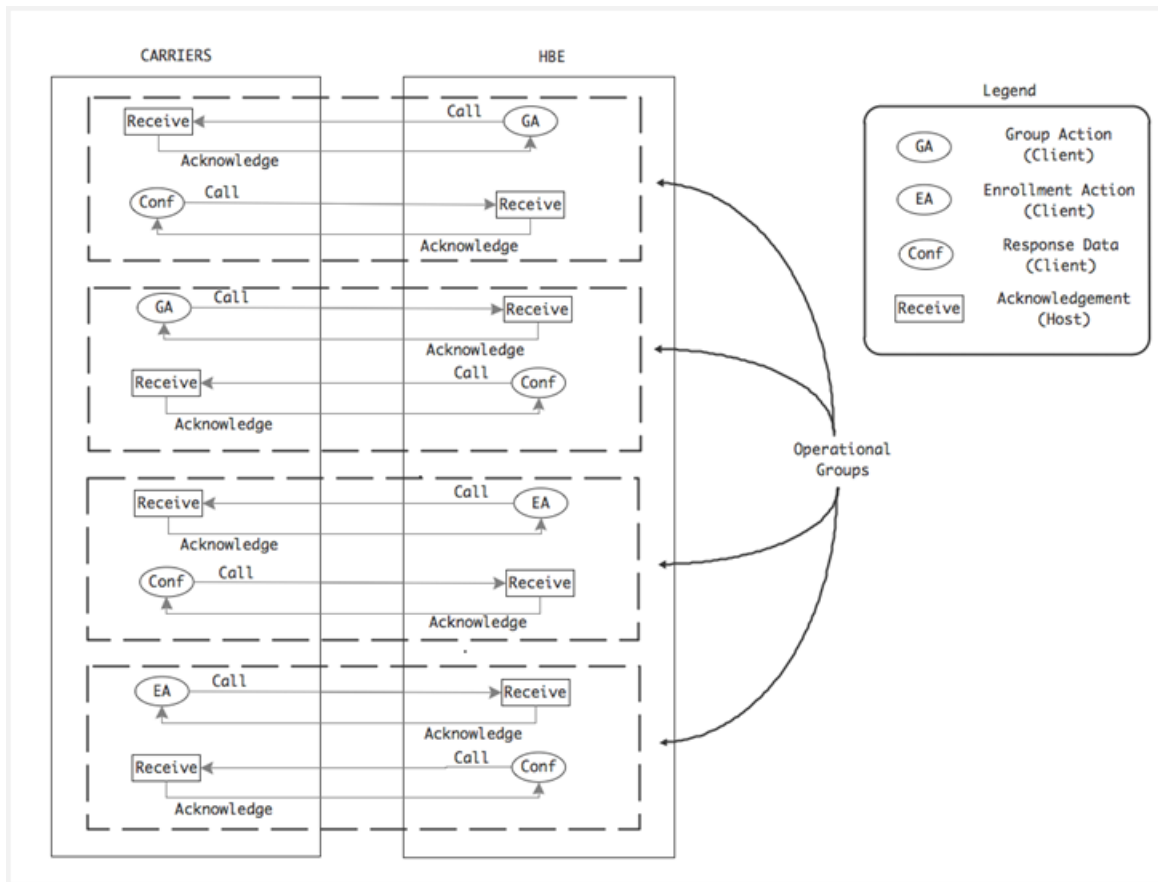 CARRIERS
HBE
Call
Receive
GA
Acknowledge
Conf
Call
Receive
Acknowledge
GA
Call
Receive
Acknowledge
Call
Receive
Conf
Acknowledge
Call
Receive
EA
Acknowledge
Conf
Call
Receive
Acknowledge
EA
Call
Receive
Acknowledge
Call
Receive
Conf
Acknowledge
Operational
Groups
Legend
GA
Group Action
(Client)
EA
Enrollment Action
(Client)
Conf
Response Data
(Client)
Receive
Acknowledgement
(Host)